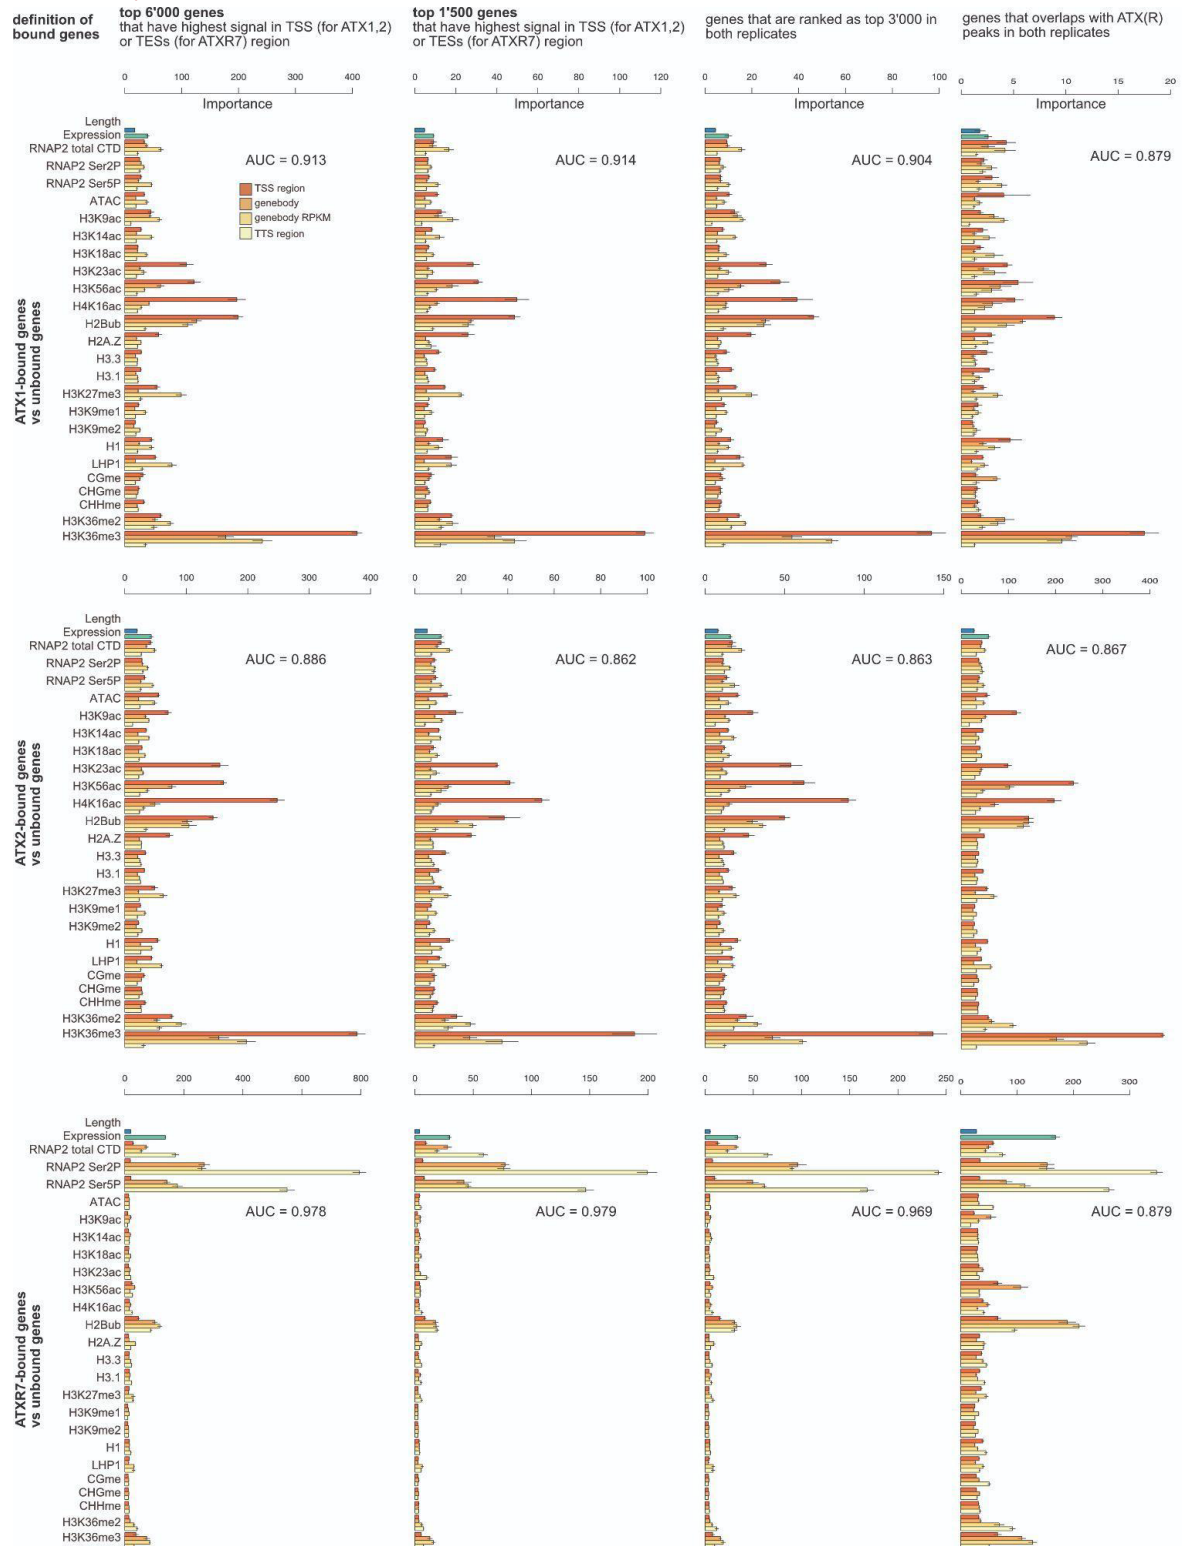 definition of bound genes
top 6'000 genes
that have highest signal in TSS (for ATX1,2)
or TESs (for ATXR7) region
top 1'500 genes
that have highest signal in TSS (for ATX1,2)
or TESs (for ATXR7) region
genes that are ranked as top 3'000 in
both replicates
genes that overlaps with ATX(R)
peaks in both replicates
0 100 200 300 400
0 20 40 60 80 100 120
0 20 40 60 80 100
0 5 10 15 20
Importance Importance Importance Importance
ATX1-bound genes
vs unbound genes
Length
Expression
RNAP2 total CTD
RNAP2 Ser2P
RNAP2 Ser5P
ATAC
H3K9ac
H3K14ac
H3K18ac
H3K23ac
H3K56ac
H4K16ac
H2Bub
H2A.Z
H3.3
H3.1
H3K27me3
H3K9me1
H3K9me2
H1
LHP1
CGme
CHGme
CHHme
H3K36me2
H3K36me3
AUC = 0.913
AUC = 0.914
AUC = 0.904
AUC = 0.879
TSS region
genebody
genebody RPKM
TTS region
0 100 200 300 400
0 20 40 60 80 100
0 50 100 150
0 100 200 300 400
ATX2-bound genes
vs unbound genes
Length
Expression
RNAP2 total CTD
RNAP2 Ser2P
RNAP2 Ser5P
ATAC
H3K9ac
H3K14ac
H3K18ac
H3K23ac
H3K56ac
H4K16ac
H2Bub
H2A.Z
H3.3
H3.1
H3K27me3
H3K9me1
H3K9me2
H1
LHP1
CGme
CHGme
CHHme
H3K36me2
H3K36me3
AUC = 0.886
AUC = 0.862
AUC = 0.863
AUC = 0.867
0 200 400 600 800
0 50 100 150 200
0 50 100 150 200 250
0 100 200 300
ATXR7-bound genes
vs unbound genes
Length
Expression
RNAP2 total CTD
RNAP2 Ser2P
RNAP2 Ser5P
ATAC
H3K9ac
H3K14ac
H3K18ac
H3K23ac
H3K56ac
H4K16ac
H2Bub
H2A.Z
H3.3
H3.1
H3K27me3
H3K9me1
H3K9me2
H1
LHP1
CGme
CHGme
CHHme
H3K36me2
H3K36me3
AUC = 0.978
AUC = 0.979
AUC = 0.969
AUC = 0.879